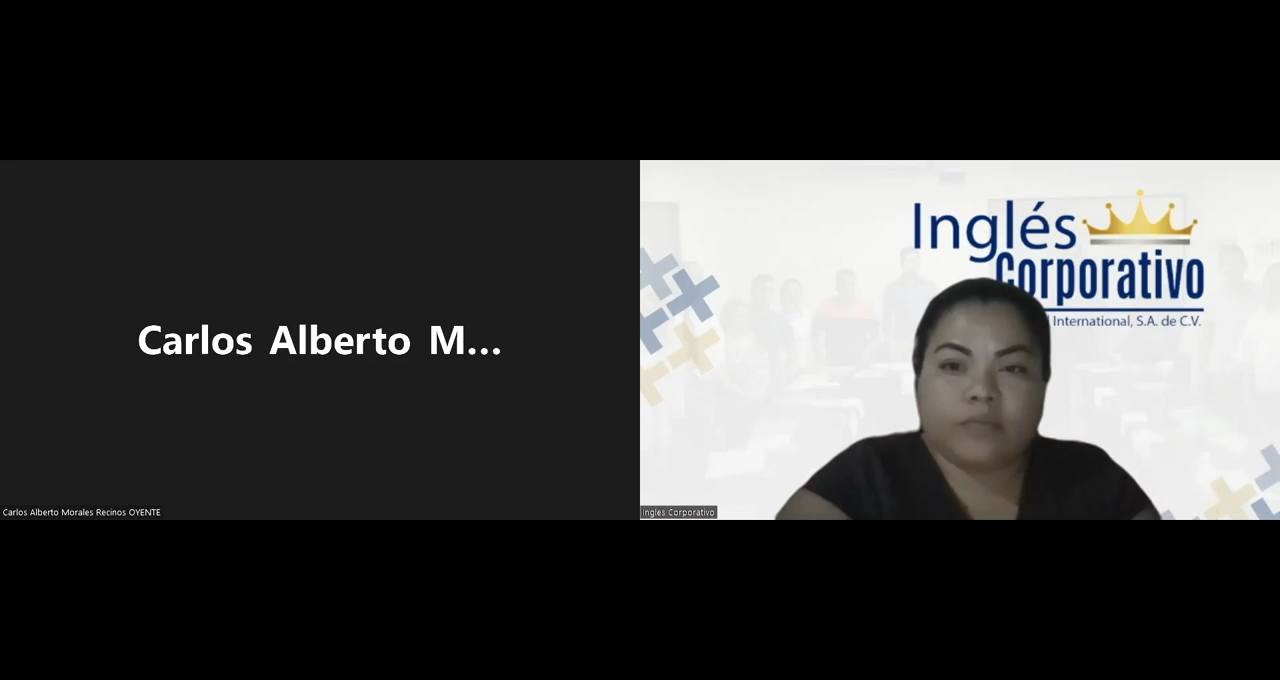 Carlos Alberto M...
Carlos Alberto Morales Recinos OYENTE
Inglés
Corporativo
International, S.A. de C.V.
Ingles Corporativo